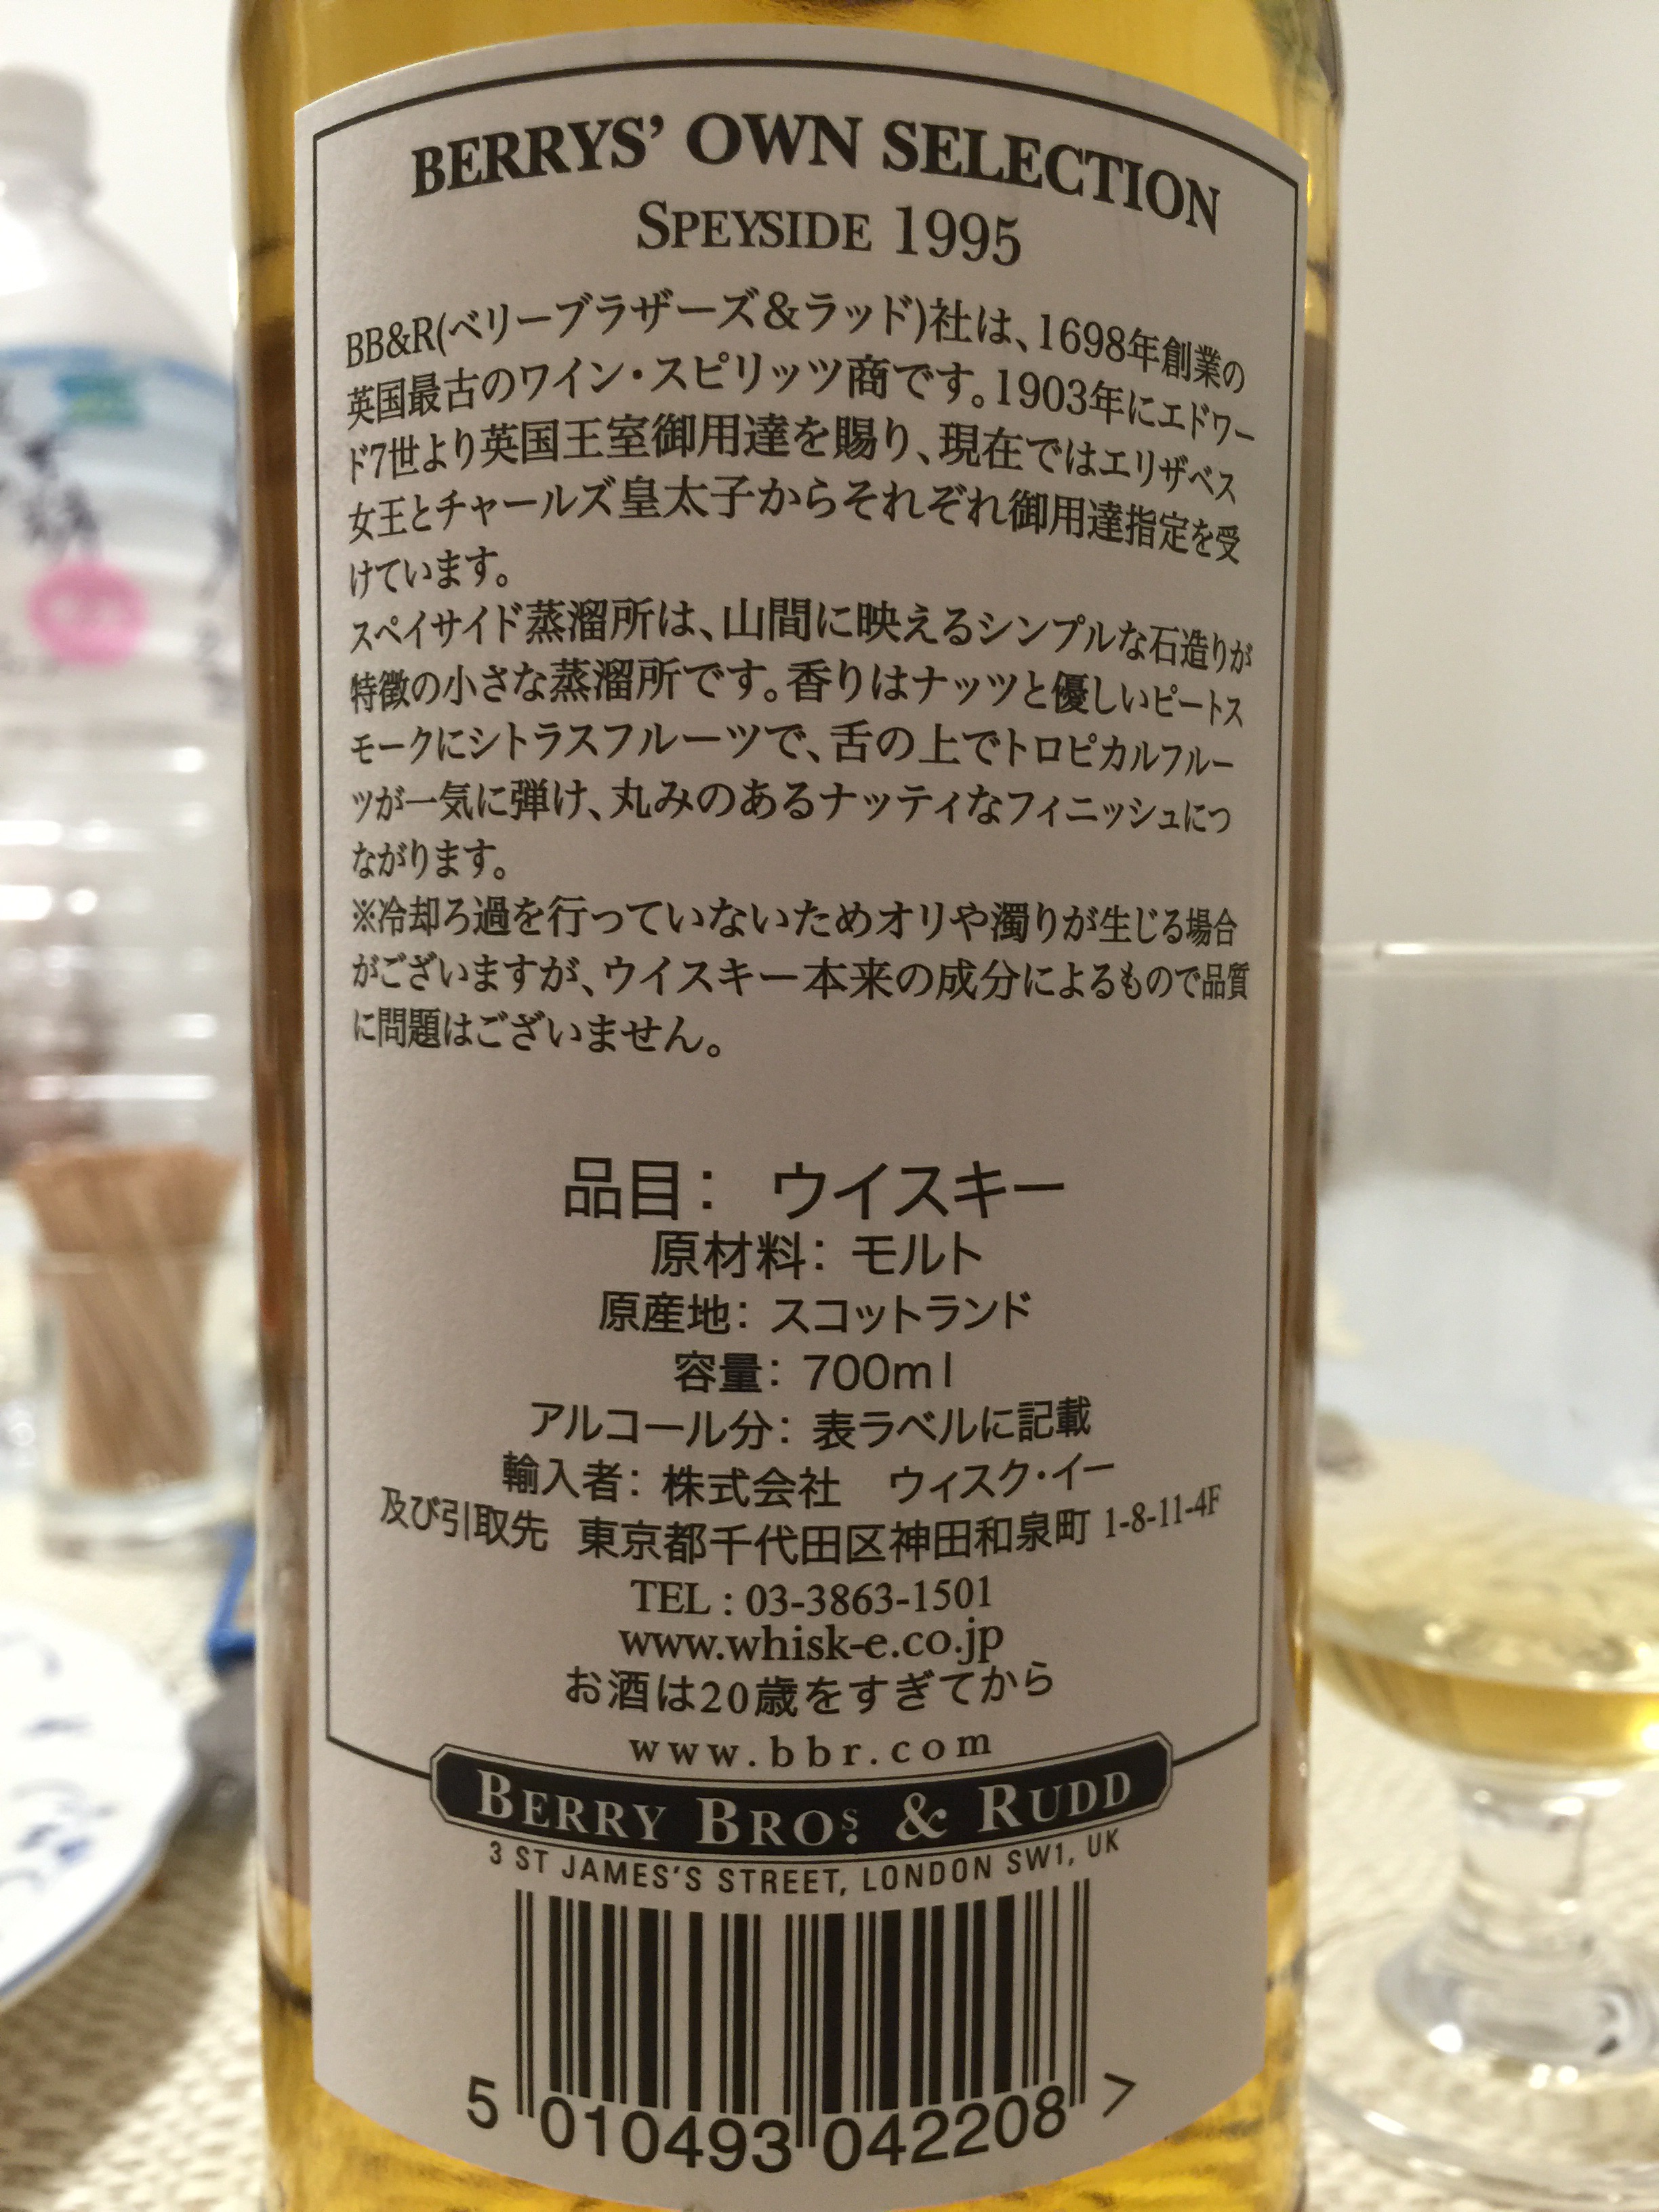 BERRYS' OWN SELECTION
SPEYSIDE 1995
BB&R(ベリーブラザーズ&ラッド)社は、1698年創業の
英国最古のワイン・スピリッツ商です。1903年にエドワー
ド7世より英国王室御用達を賜り、現在ではエリザベス
女王とチャールズ皇太子からそれぞれ御用達指定を受
けています。
スペイサイド蒸溜所は、山間に映えるシンプルな石造りが
特徴の小さな蒸溜所です。香りはナッツと優しいピートス
モークにシトラスフルーツで、舌の上でトロピカルフルー
ツが一気に弾け、丸みのあるナッティなフィニッシュにつ
ながります。
※冷却ろ過を行っていないためオリや濁りが生じる場合
がございますが、ウイスキー本来の成分によるもので品質
に問題はございません。
品目: ウイスキー
原材料: モルト
原産地: スコットランド
容量: 700ml
アルコール分: 表ラベルに記載
輸入者: 株式会社 ウィスク・イー
及び引取先 東京都千代田区神田和泉町 1-8-11-4F
TEL : 03-3863-1501
www.whisk-e.co.jp
お酒は20歳をすぎてから
www.bbr.com
BERRY BROS. & RUDD
3 ST JAMES'S STREET, LONDON SW1, UK
5 010493 042208 >